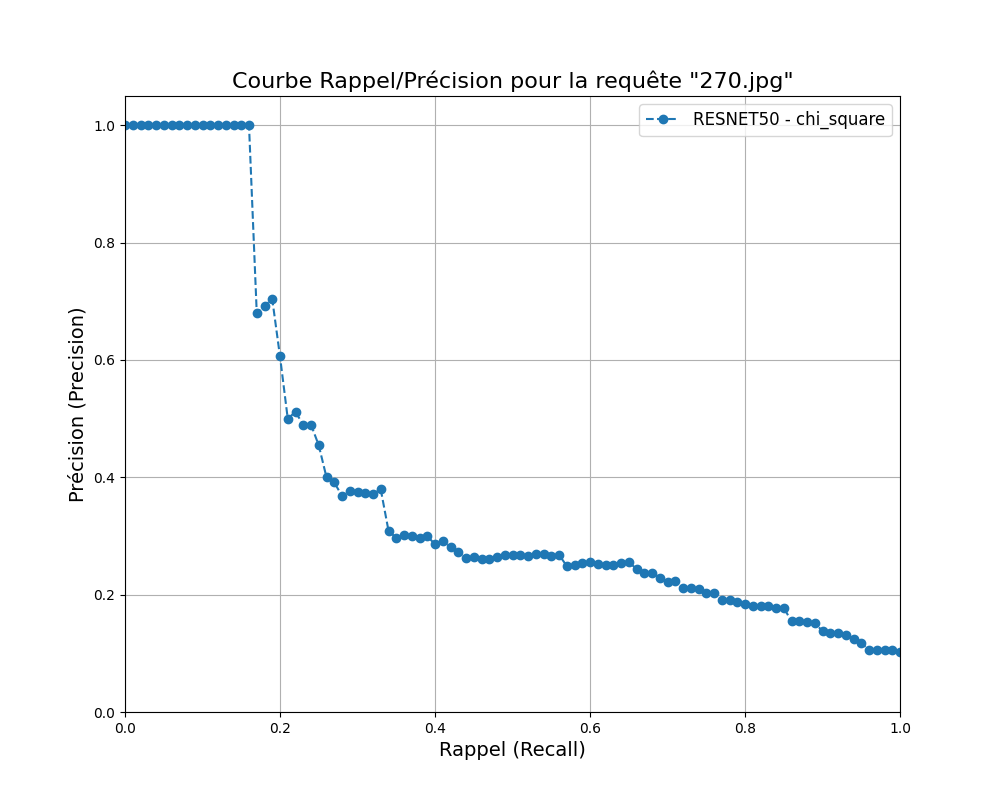 Courbe Rappel/Précision pour la requête "270.jpg"
RESNET50 - chi_square
1.0
0.8
0.6
0.4
0.2
0.0
Précision (Precision)
0.0 0.2 0.4 0.6 0.8 1.0
Rappel (Recall)